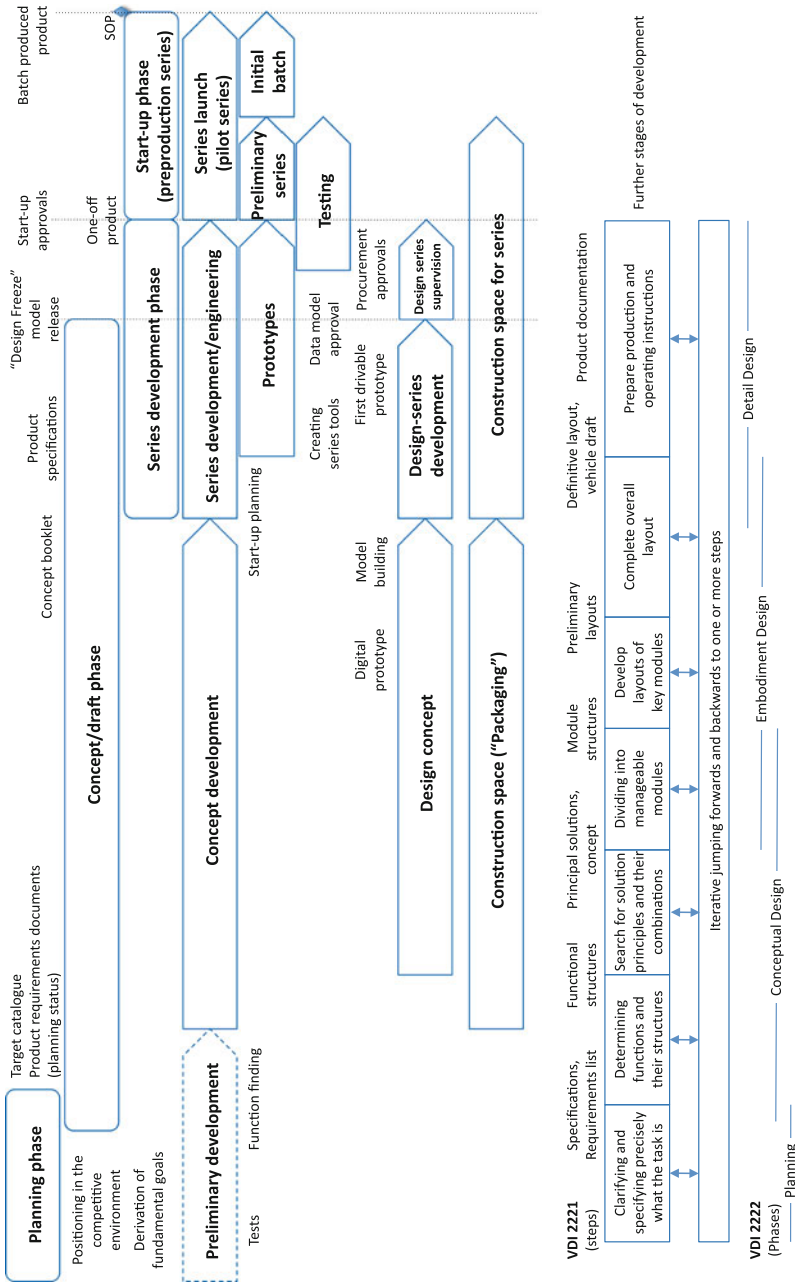 Planning phase
Target catalogue
Product requirements documents
(planning status)
Concept booklet
Product
specifications
“Design Freeze”
model
release
Start-up
approvals
Batch produced
product
Positioning in the
competitive
environment
Concept/draft phase
One-off
product
SOP
Derivation of
fundamental goals
Series development phase
Start-up phase
(preproduction series)
Preliminary development
Concept development
Series development/engineering
Series launch
(pilot series)
Tests
Function finding
Start-up planning
Prototypes
Preliminary
series
Initial
batch
Creating
series tools
Data model
approval
Testing
Digital
prototype
Model
building
First drivable
prototype
Procurement
approvals
Design concept
Design-series
development
Design series
supervision
Construction space (“Packaging”)
Construction space for series
VDI 2221
(steps)
Specifications,
Requirements list
Functional
structures
Principal solutions,
concept
Module
structures
Preliminary
layouts
Definitive layout,
vehicle draft
Product documentation
Clarifying and
specifying precisely
what the task is
Determining
functions and
their structures
Search for solution
principles and their
combinations
Dividing into
manageable
modules
Develop
layouts of
key modules
Complete overall
layout
Prepare production and
operating instructions
Further stages of development
Iterative jumping forwards and backwards to one or more steps
VDI 2222
(Phases)
Planning
Conceptual Design
Embodiment Design
Detail Design